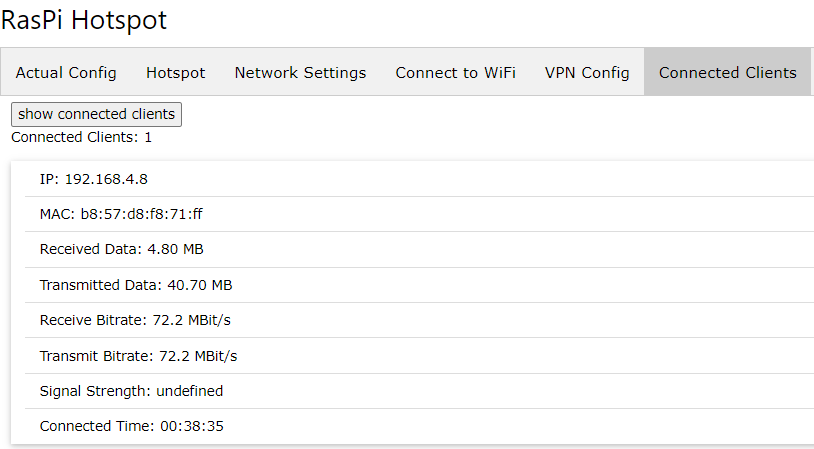 RasPi Hotspot
Actual Config Hotspot Network Settings Connect to WiFi VPN Config Connected Clients
show connected clients
Connected Clients: 1
IP: 192.168.4.8
MAC: b8:57:d8:f8:71:ff
Received Data: 4.80 MB
Transmitted Data: 40.70 MB
Receive Bitrate: 72.2 MBit/s
Transmit Bitrate: 72.2 MBit/s
Signal Strength: undefined
Connected Time: 00:38:35